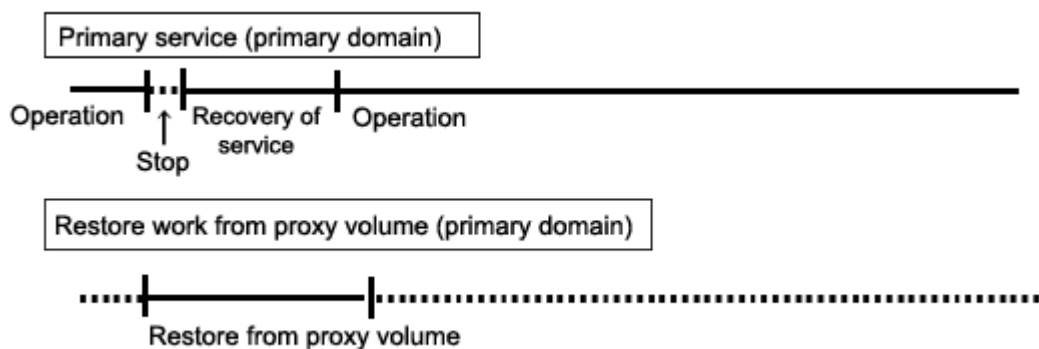 Primary service (primary domain)
Operation
Stop
Recovery of
service
Operation
Restore work from proxy volume (primary domain)
Restore from proxy volume